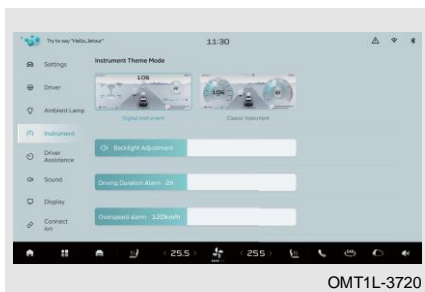 Try to say "Hello, Jetour"
11:30
Settings
Instrument Theme Mode
Driver
106
106
Ambient Lamp
Digital Instrument
Classic Instrument
Instrument
Backlight Adjustment
Driver
Assistance
Sound
Driving Duration Alarm 2h
Display
Overspeed alarm 120km/h
Connect
ion
25.5
25.5
OMT1L-3720